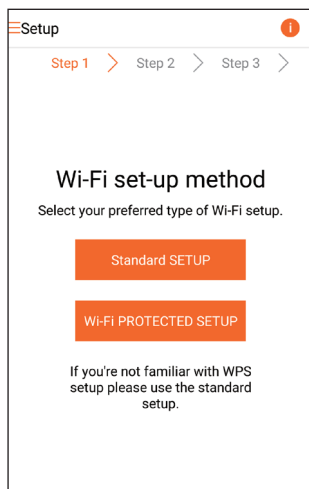 Setup
Step 1 Step 2 Step 3
Wi-Fi set-up method
Select your preferred type of Wi-Fi setup.
Standard SETUP
Wi-Fi PROTECTED SETUP
If you're not familiar with WPS
setup please use the standard
setup.